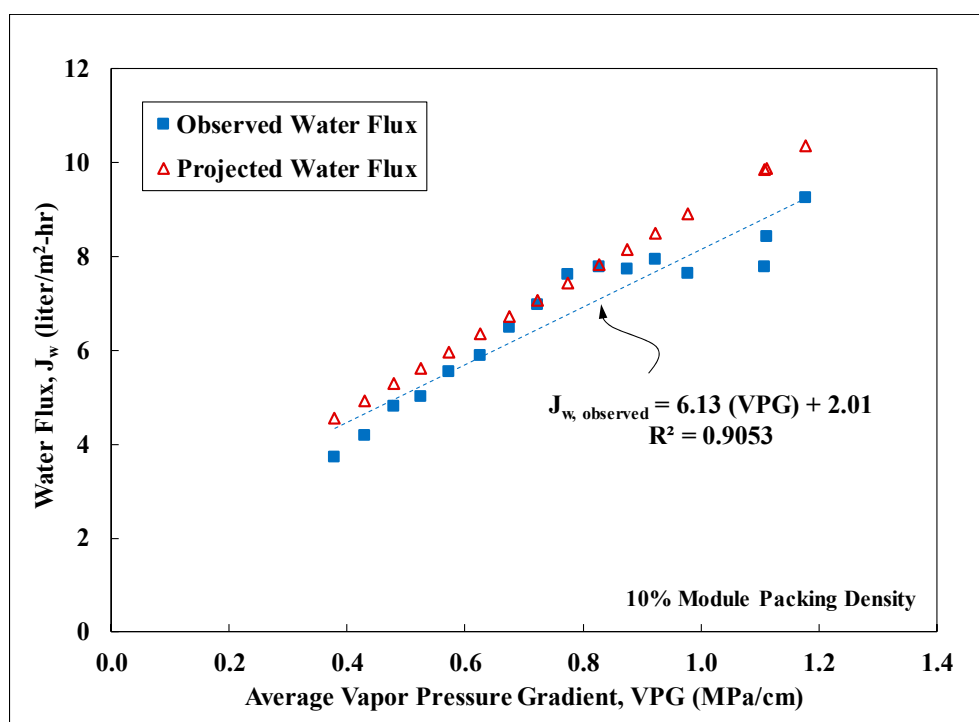 12
10
8
6
4
2
0
Water Flux, J_w (liter/m²-hr)
Observed Water Flux
Projected Water Flux
J_w, observed = 6.13 (VPG) + 2.01
R² = 0.9053
10% Module Packing Density
0.0 0.2 0.4 0.6 0.8 1.0 1.2 1.4
Average Vapor Pressure Gradient, VPG (MPa/cm)